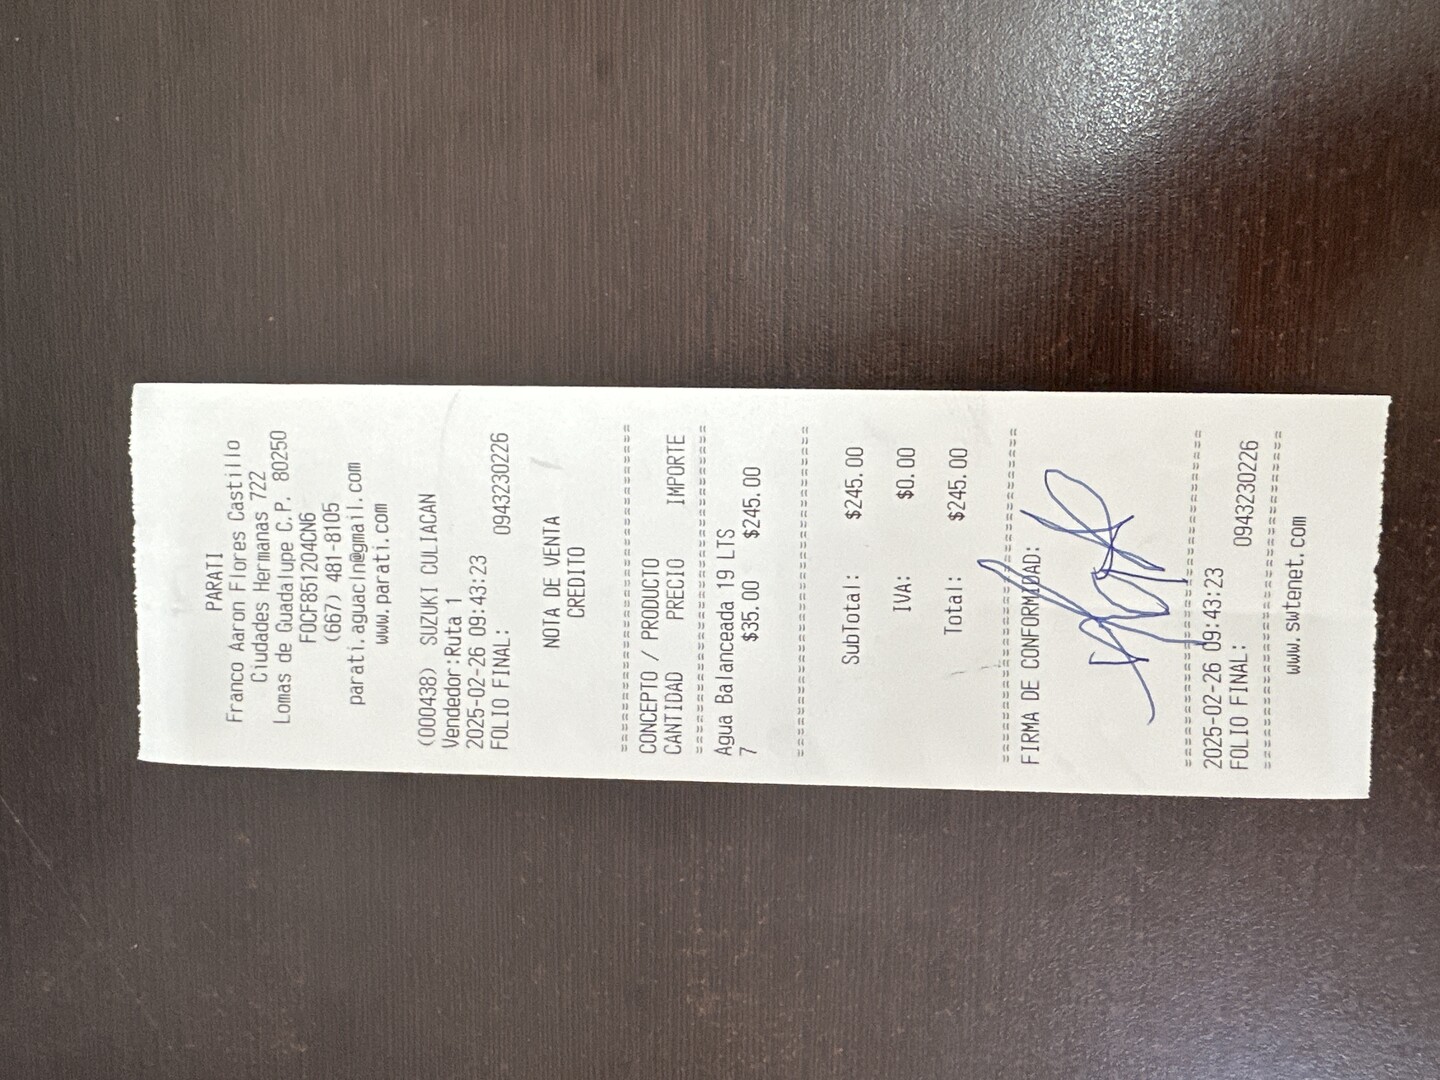 PARATI
Franco Aaron Flores Castillo
Ciudades Hermanas 722
Lomas de Guadalupe C.P. 80250
FOCF851204CN6
(667) 481-8105
parati.aguacln@gmail.com
www.parati.com
(000438) SUZUKI CULIACAN
Vendedor:Ruta 1
2025-02-26 09:43:23
FOLIO FINAL: 0943230226
NOTA DE VENTA
CREDITO
==============================
CONCEPTO / PRODUCTO
CANTIDAD PRECIO IMPORTE
==============================
Agua Balanceada 19 LTS
7 $35.00 $245.00
==============================
SubTotal: $245.00
IVA: $0.00
Total: $245.00
==============================
FIRMA DE CONFORMIDAD:
==============================
2025-02-26 09:43:23
FOLIO FINAL: 0943230226
==============================
www.swtenet.com